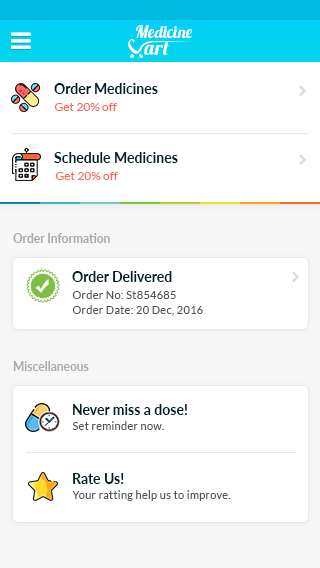 Medicine
Cart
Order Medicines
Get 20% off
Schedule Medicines
Get 20% off
Order Information
Order Delivered
Order No: St854685
Order Date: 20 Dec, 2016
Miscellaneous
Never miss a dose!
Set reminder now.
Rate Us!
Your ratting help us to improve.